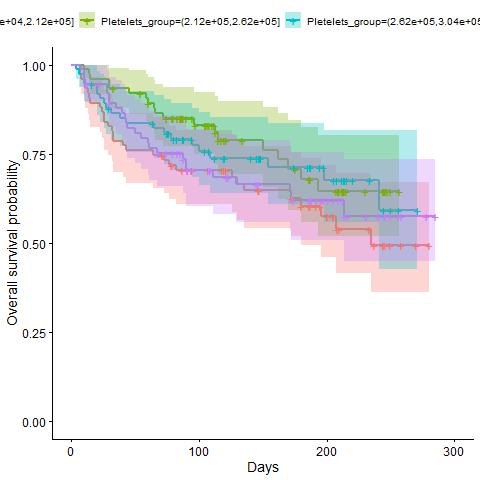 e+04,2.12e+05] Pletelets_group=(2.12e+05,2.62e+05] Pletelets_group=(2.62e+05,3.04e+05
1.00
0.75
0.50
0.25
0.00
Overall survival probability
0 100 200 300
Days